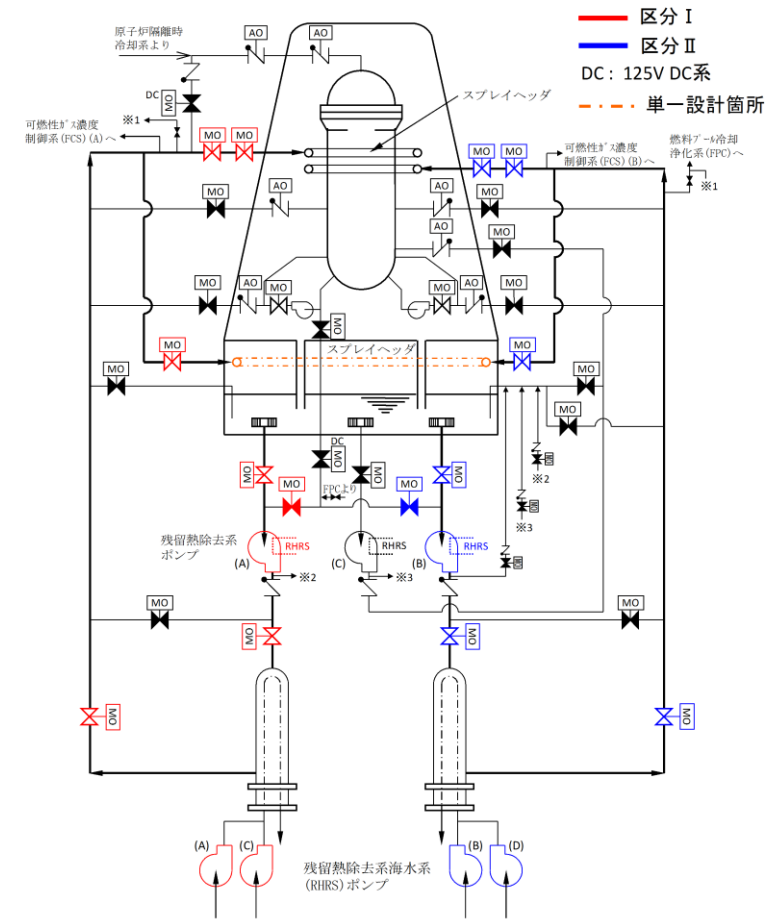 区分Ⅰ
区分Ⅱ
DC : 125V DC系
単一設計箇所
原子炉隔離時
冷却系より
AO
AO
DC
MO
※1
可燃性ｶﾞｽ濃度
制御系(FCS)(A)へ
MO
MO
スプレイヘッダ
MO
MO
可燃性ｶﾞｽ濃度
制御系(FCS)(B)へ
燃料ﾌﾟｰﾙ冷却
浄化系(FPC)へ
※1
MO
AO
AO
MO
AO
MO
MO
AO
MO
MO
AO
MO
MO
MO
スプレイヘッダ
MO
MO
MO
MO
DC
MO
MO
MO
MO
MO
FPCより
MO
※2
※3
残留熱除去系
ポンプ
(A)
RHRS
(C)
RHRS
(B)
RHRS
※2
※3
MO
MO
MO
MO
MO
MO
(A)
(C)
(B)
(D)
残留熱除去系海水系
(RHRS)ポンプ